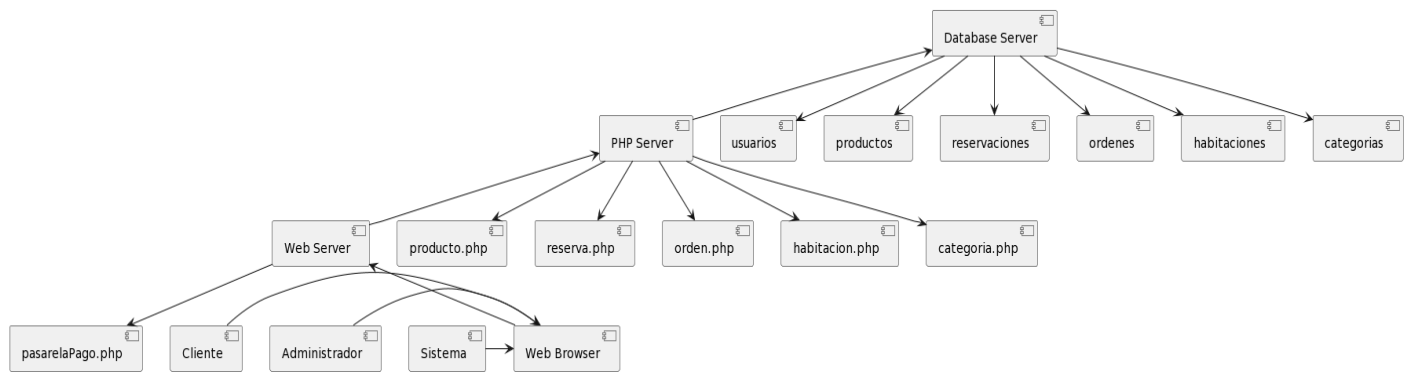 Database Server
PHP Server
usuarios
productos
reservaciones
ordenes
habitaciones
categorias
Web Server
producto.php
reserva.php
orden.php
habitacion.php
categoria.php
pasarelaPago.php
Cliente
Administrador
Sistema
Web Browser